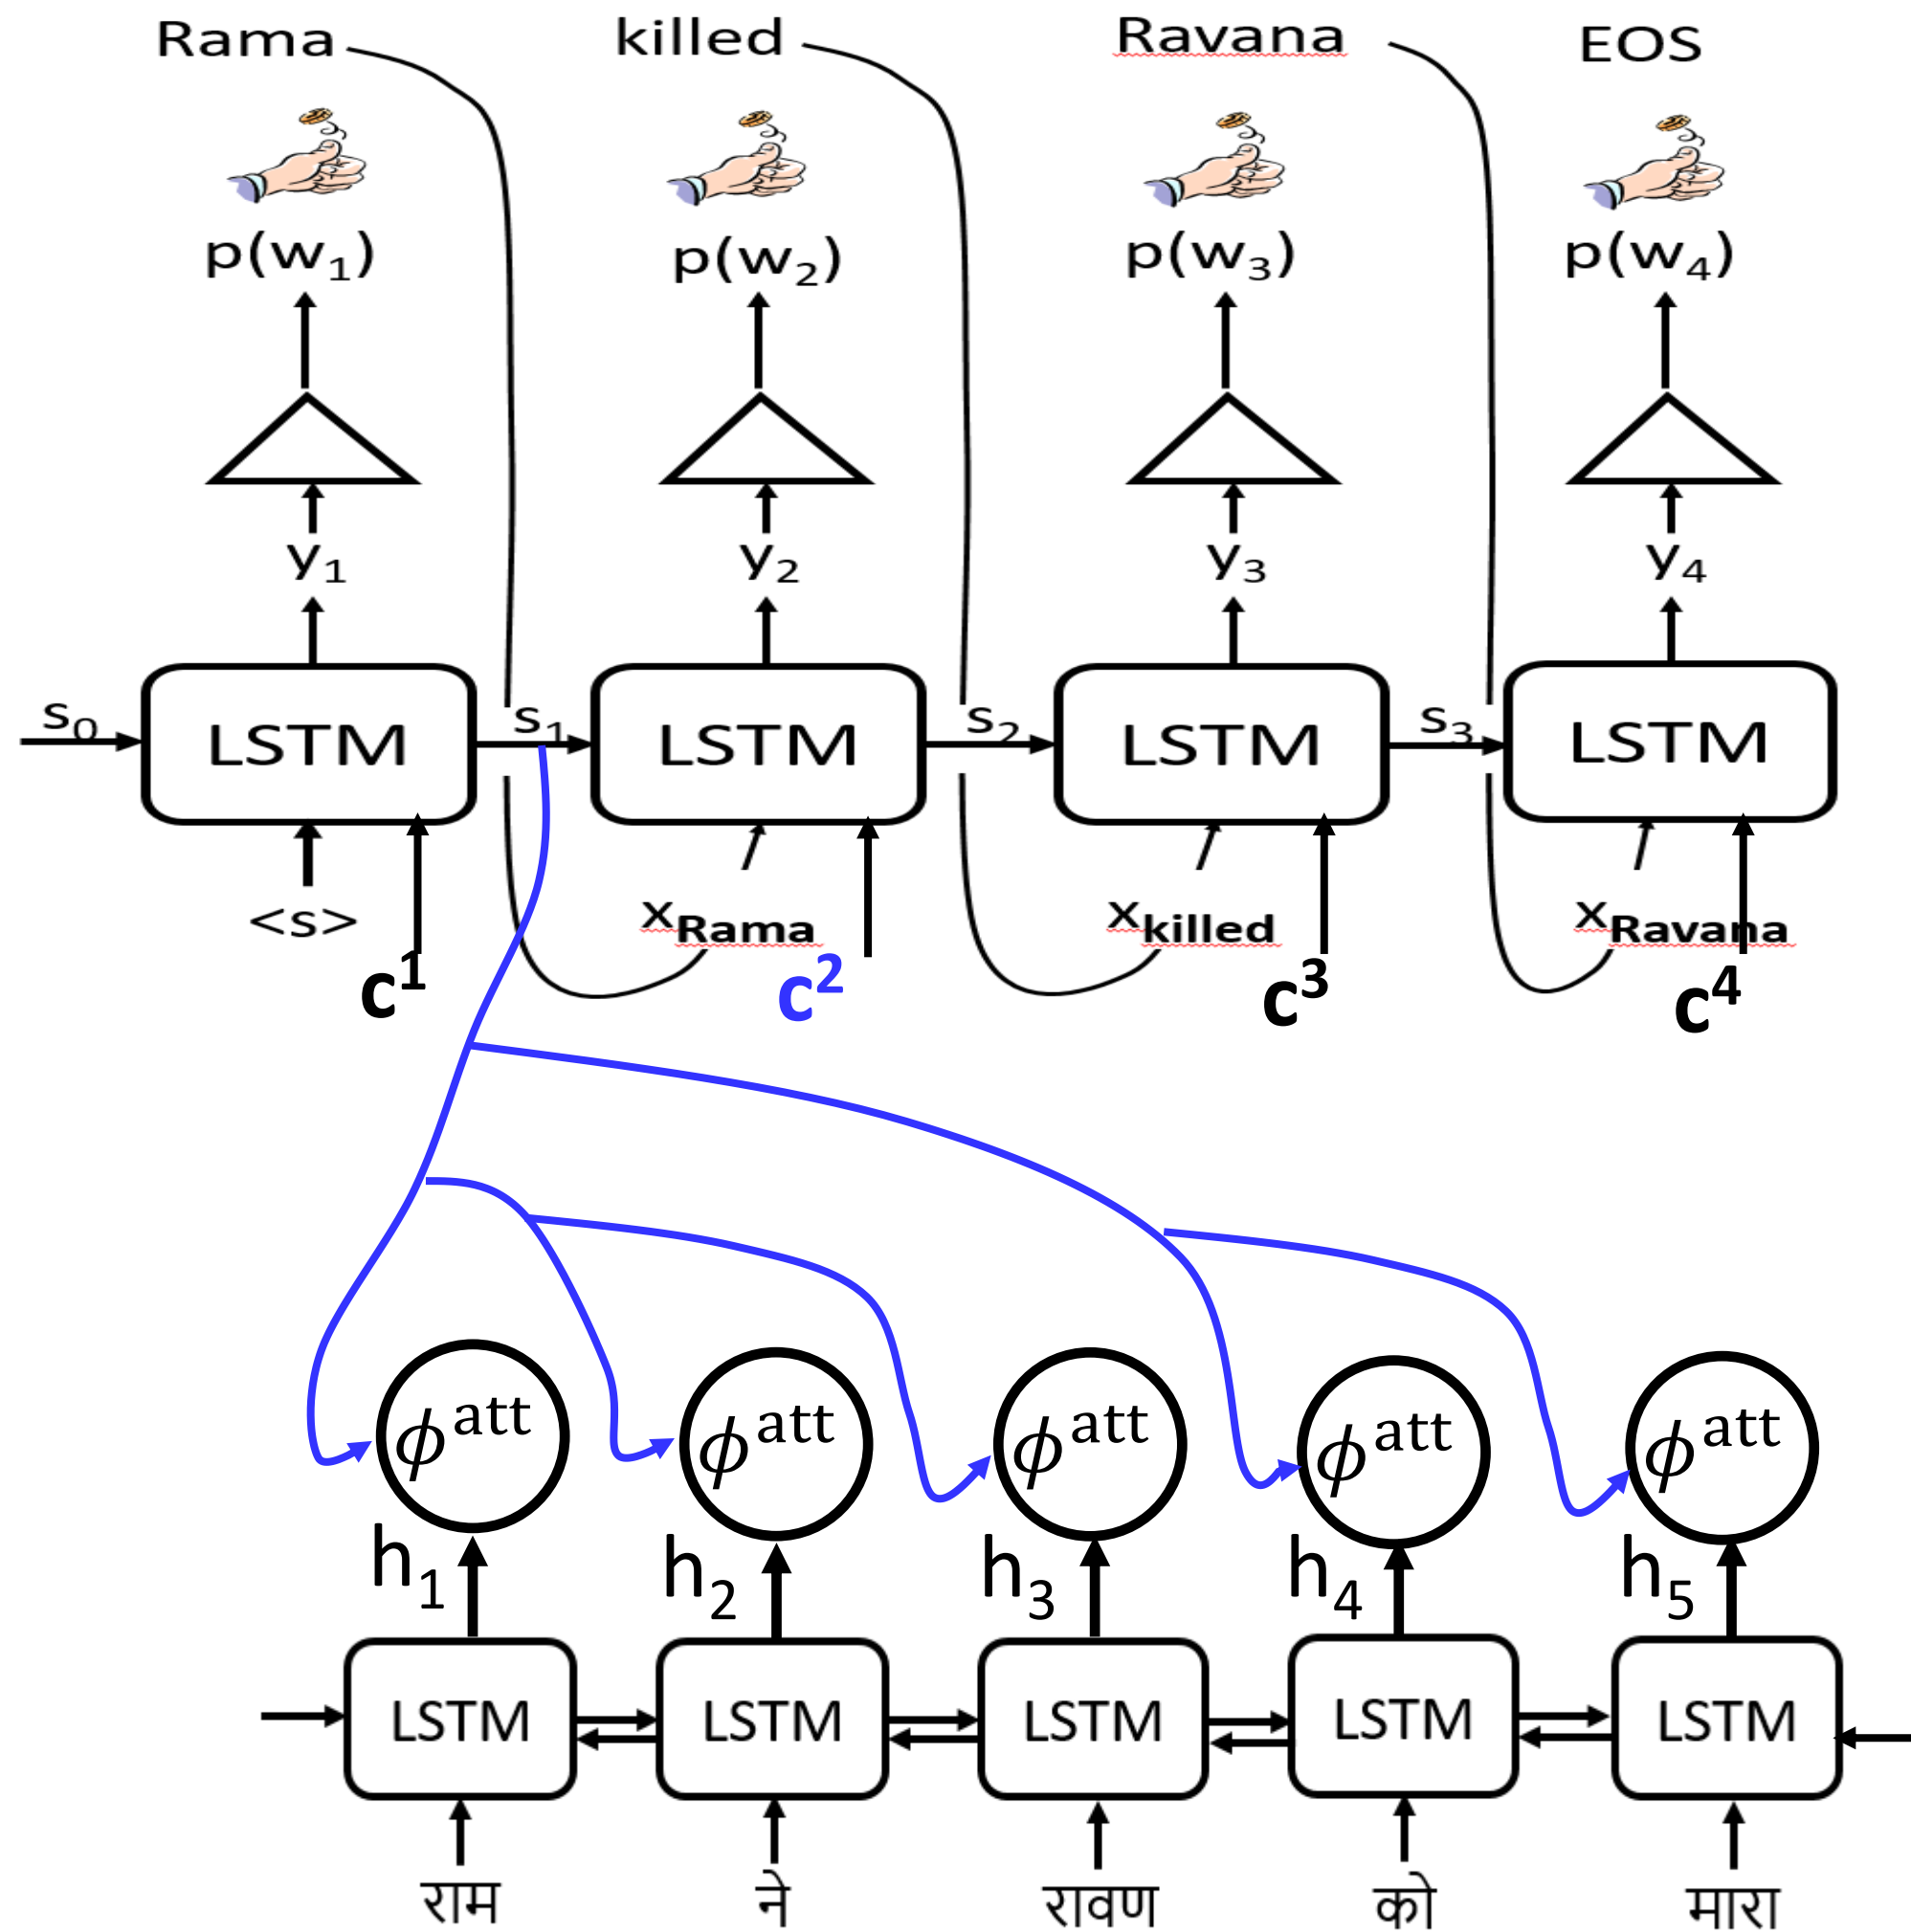 Rama killed Ravana EOS
p(w₁) p(w₂) p(w₃) p(w₄)
y₁ y₂ y₃ y₄
s₀ LSTM s₁ LSTM s₂ LSTM s₃ LSTM
<s> x_Rama x_killed x_Ravana
c¹ c² c³ c⁴
ϕ^att ϕ^att ϕ^att ϕ^att ϕ^att
h₁ h₂ h₃ h₄ h₅
LSTM LSTM LSTM LSTM LSTM
राम ने रावण को मारा